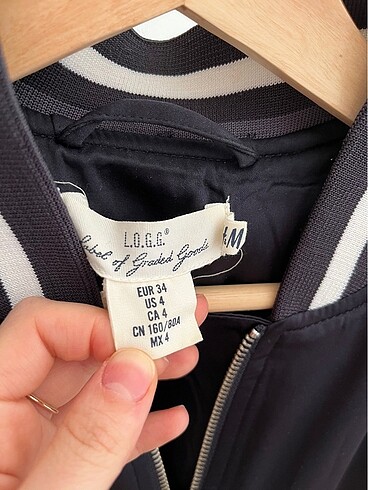 L.O.G.G.®
Label of Graded Goods
&M
EUR 34
US 4
CA 4
CN 160/80A
MX 4